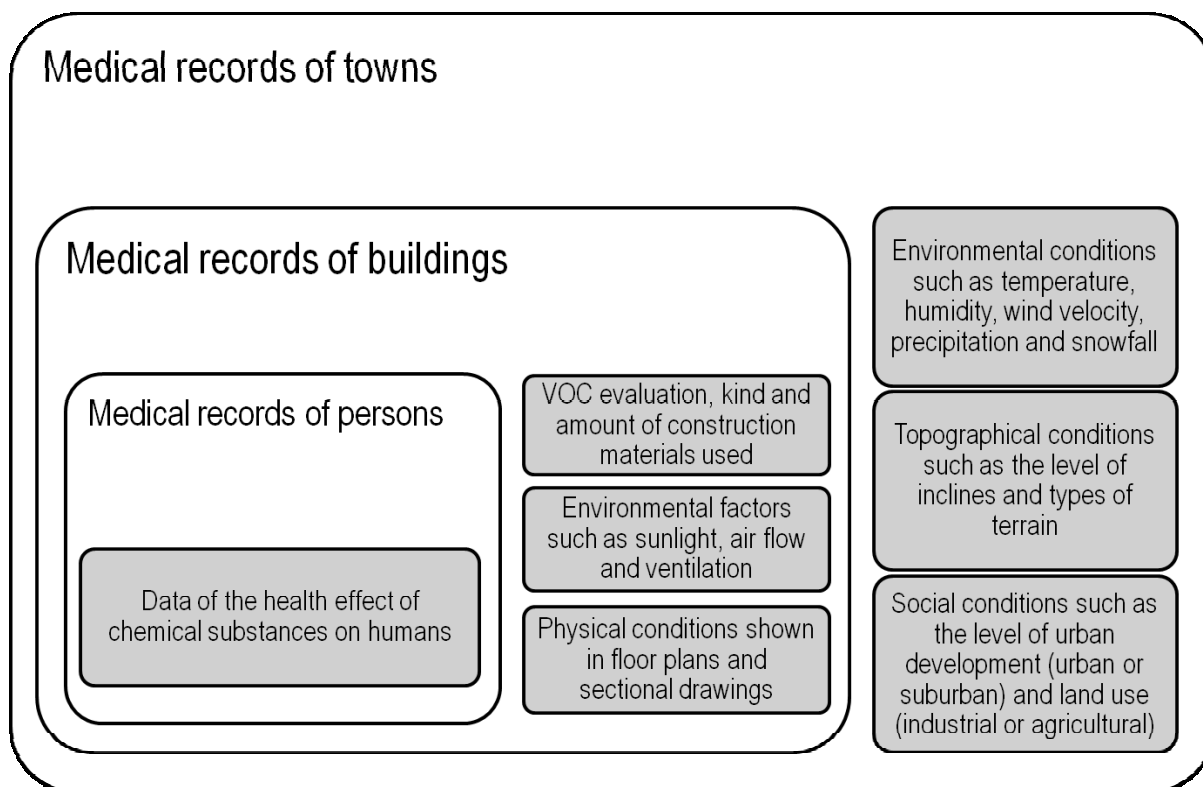 Medical records of towns
Medical records of buildings
Medical records of persons
Data of the health effect of
chemical substances on humans
VOC evaluation, kind and
amount of construction
materials used
Environmental factors
such as sunlight, air flow
and ventilation
Physical conditions shown
in floor plans and
sectional drawings
Environmental conditions
such as temperature,
humidity, wind velocity,
precipitation and snowfall
Topographical conditions
such as the level of
inclines and types of
terrain
Social conditions such as
the level of urban
development (urban or
suburban) and land use
(industrial or agricultural)